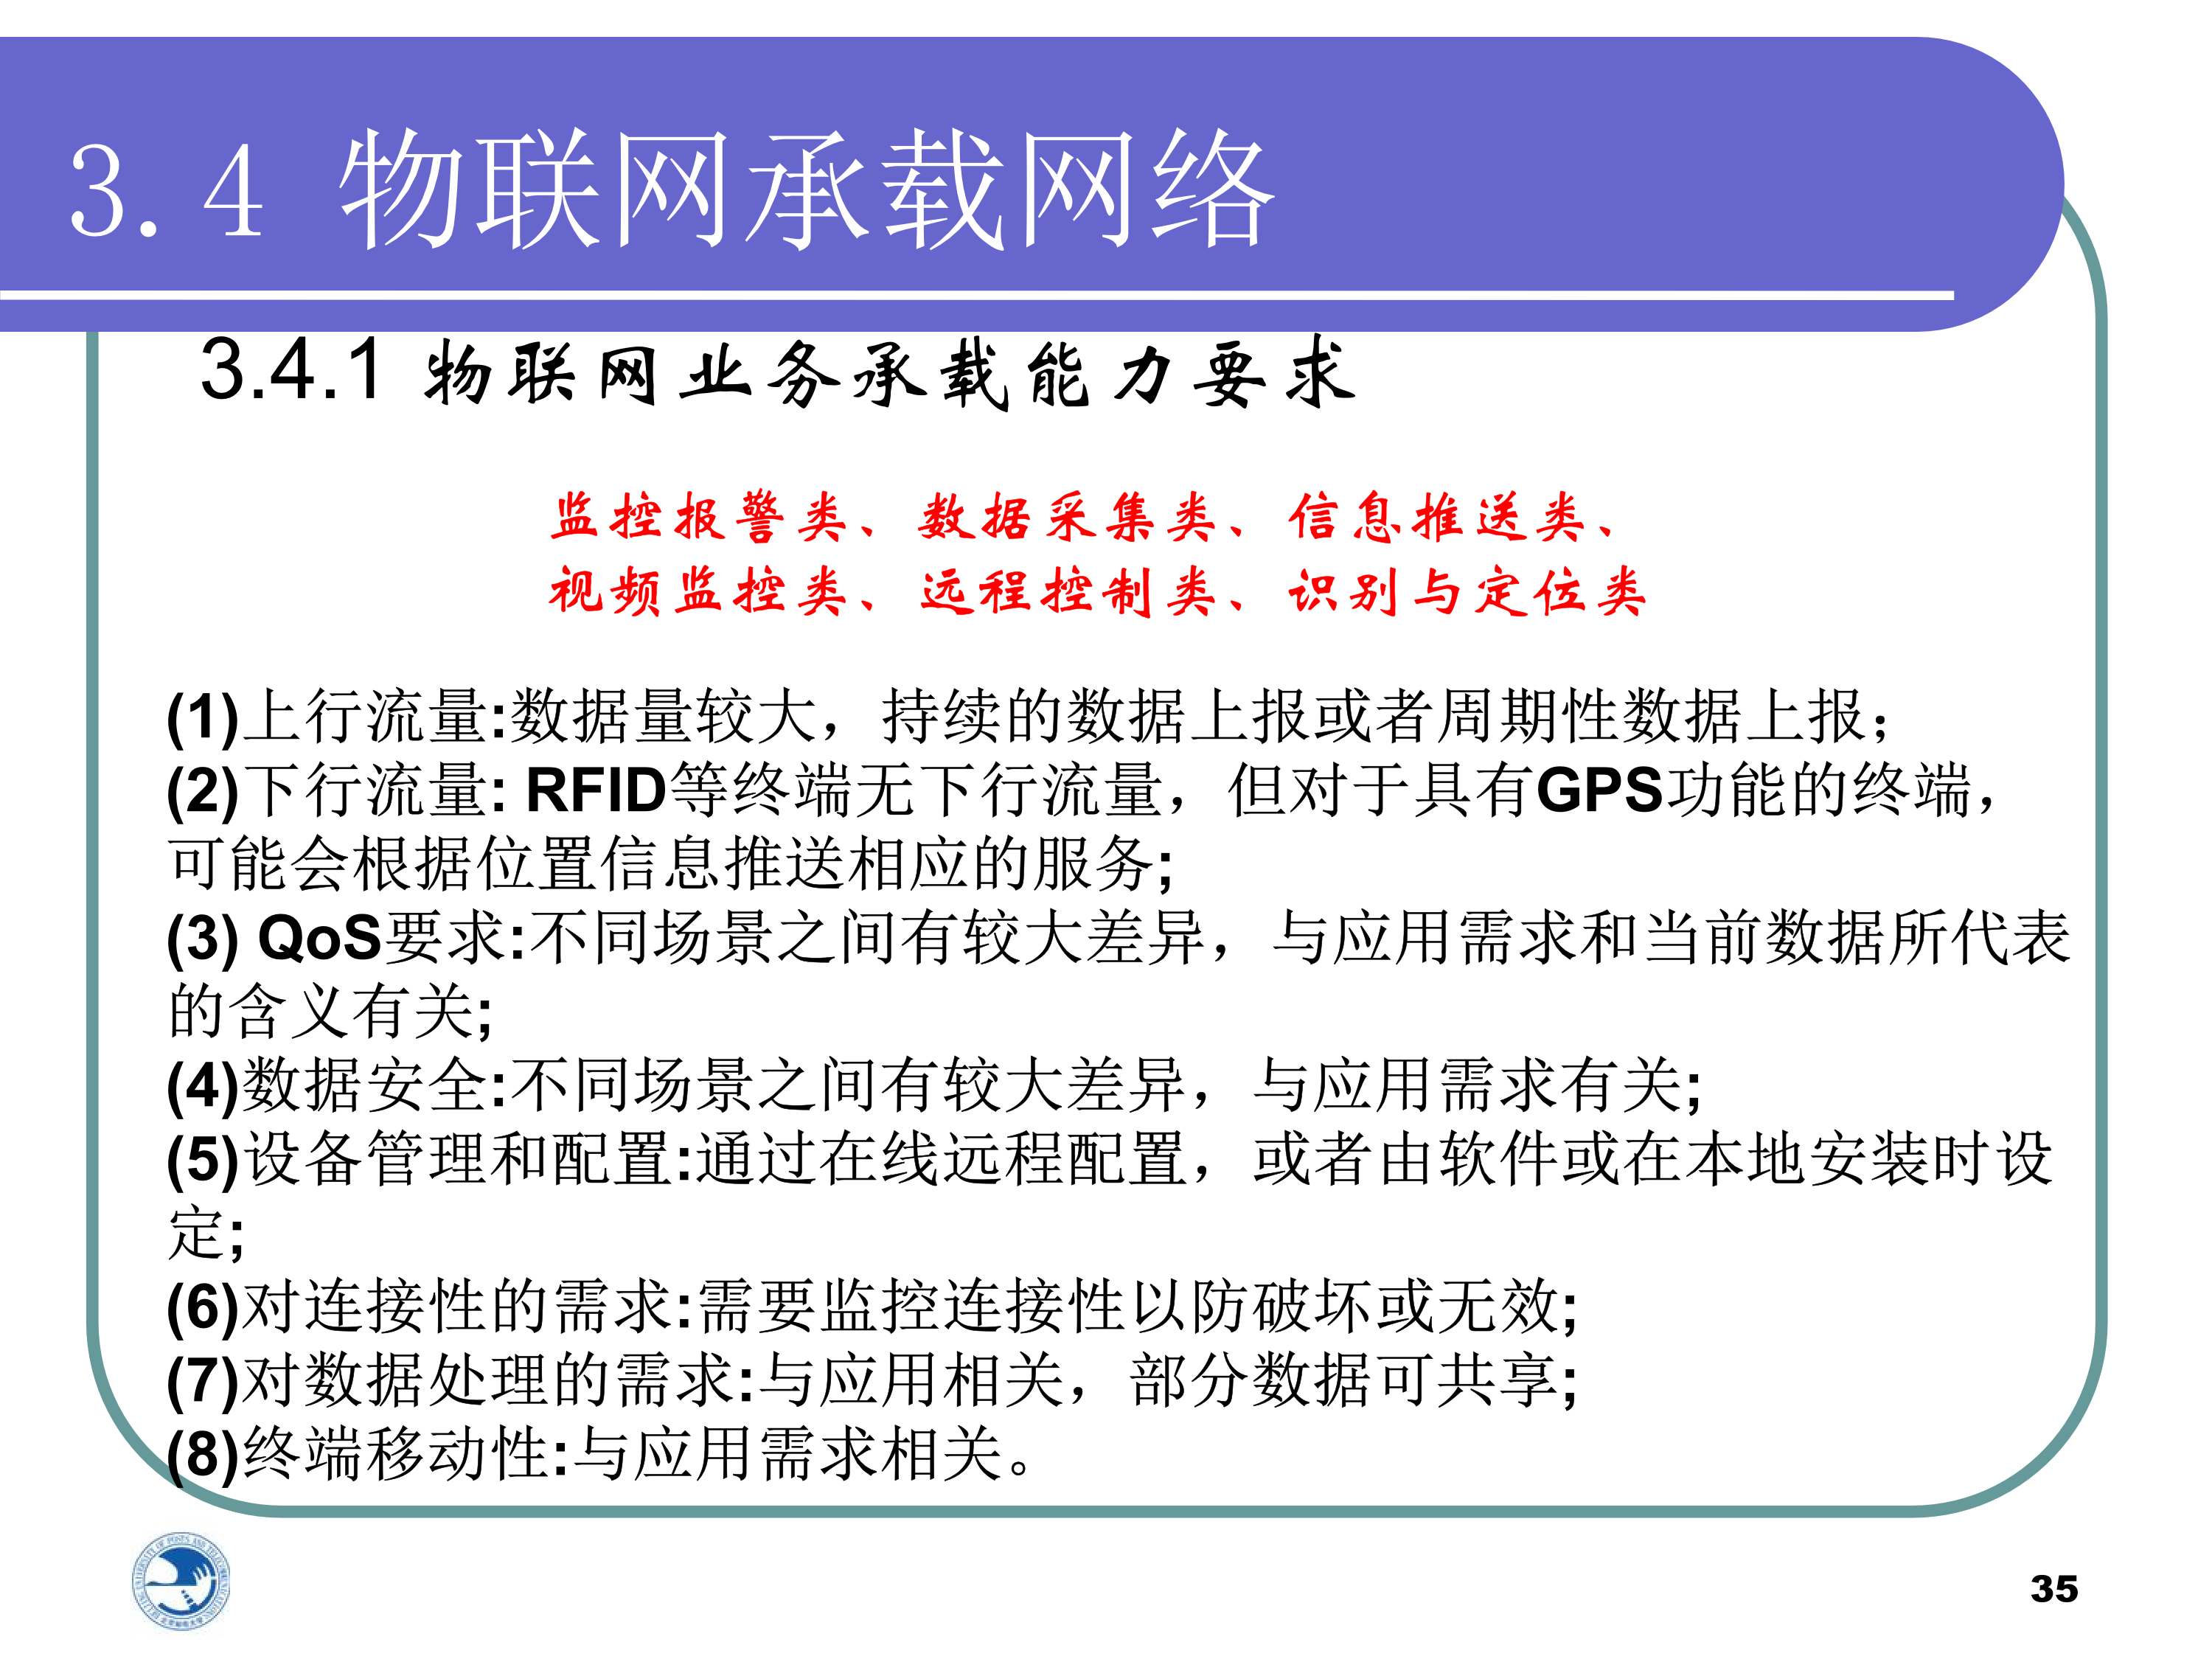 3.4 物联网承载网络
3.4.1 物联网业务承载能力要求
监控报警类、数据采集类、信息推送类、
视频监控类、远程控制类、识别与定位类
(1)上行流量:数据量较大，持续的数据上报或者周期性数据上报；
(2)下行流量: RFID等终端无下行流量，但对于具有GPS功能的终端，
可能会根据位置信息推送相应的服务;
(3) QoS要求:不同场景之间有较大差异，与应用需求和当前数据所代表
的含义有关;
(4)数据安全:不同场景之间有较大差异，与应用需求有关;
(5)设备管理和配置:通过在线远程配置，或者由软件或在本地安装时设
定;
(6)对连接性的需求:需要监控连接性以防破坏或无效;
(7)对数据处理的需求:与应用相关，部分数据可共享;
(8)终端移动性:与应用需求相关。
35